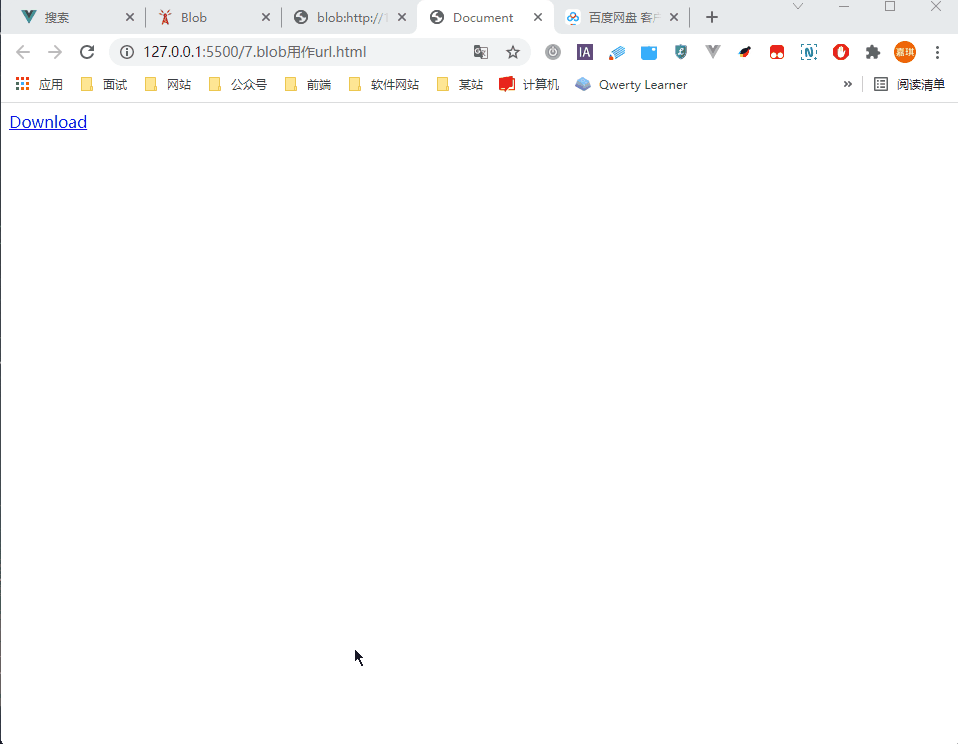 搜索 Blob blob:http://1 Document 百度网盘 客户
127.0.0.1:5500/7.blob用作url.html IA N 嘉琪
应用 面试 网站 公众号 前端 软件网站 某站 计算机 Qwerty Learner » 阅读清单
Download